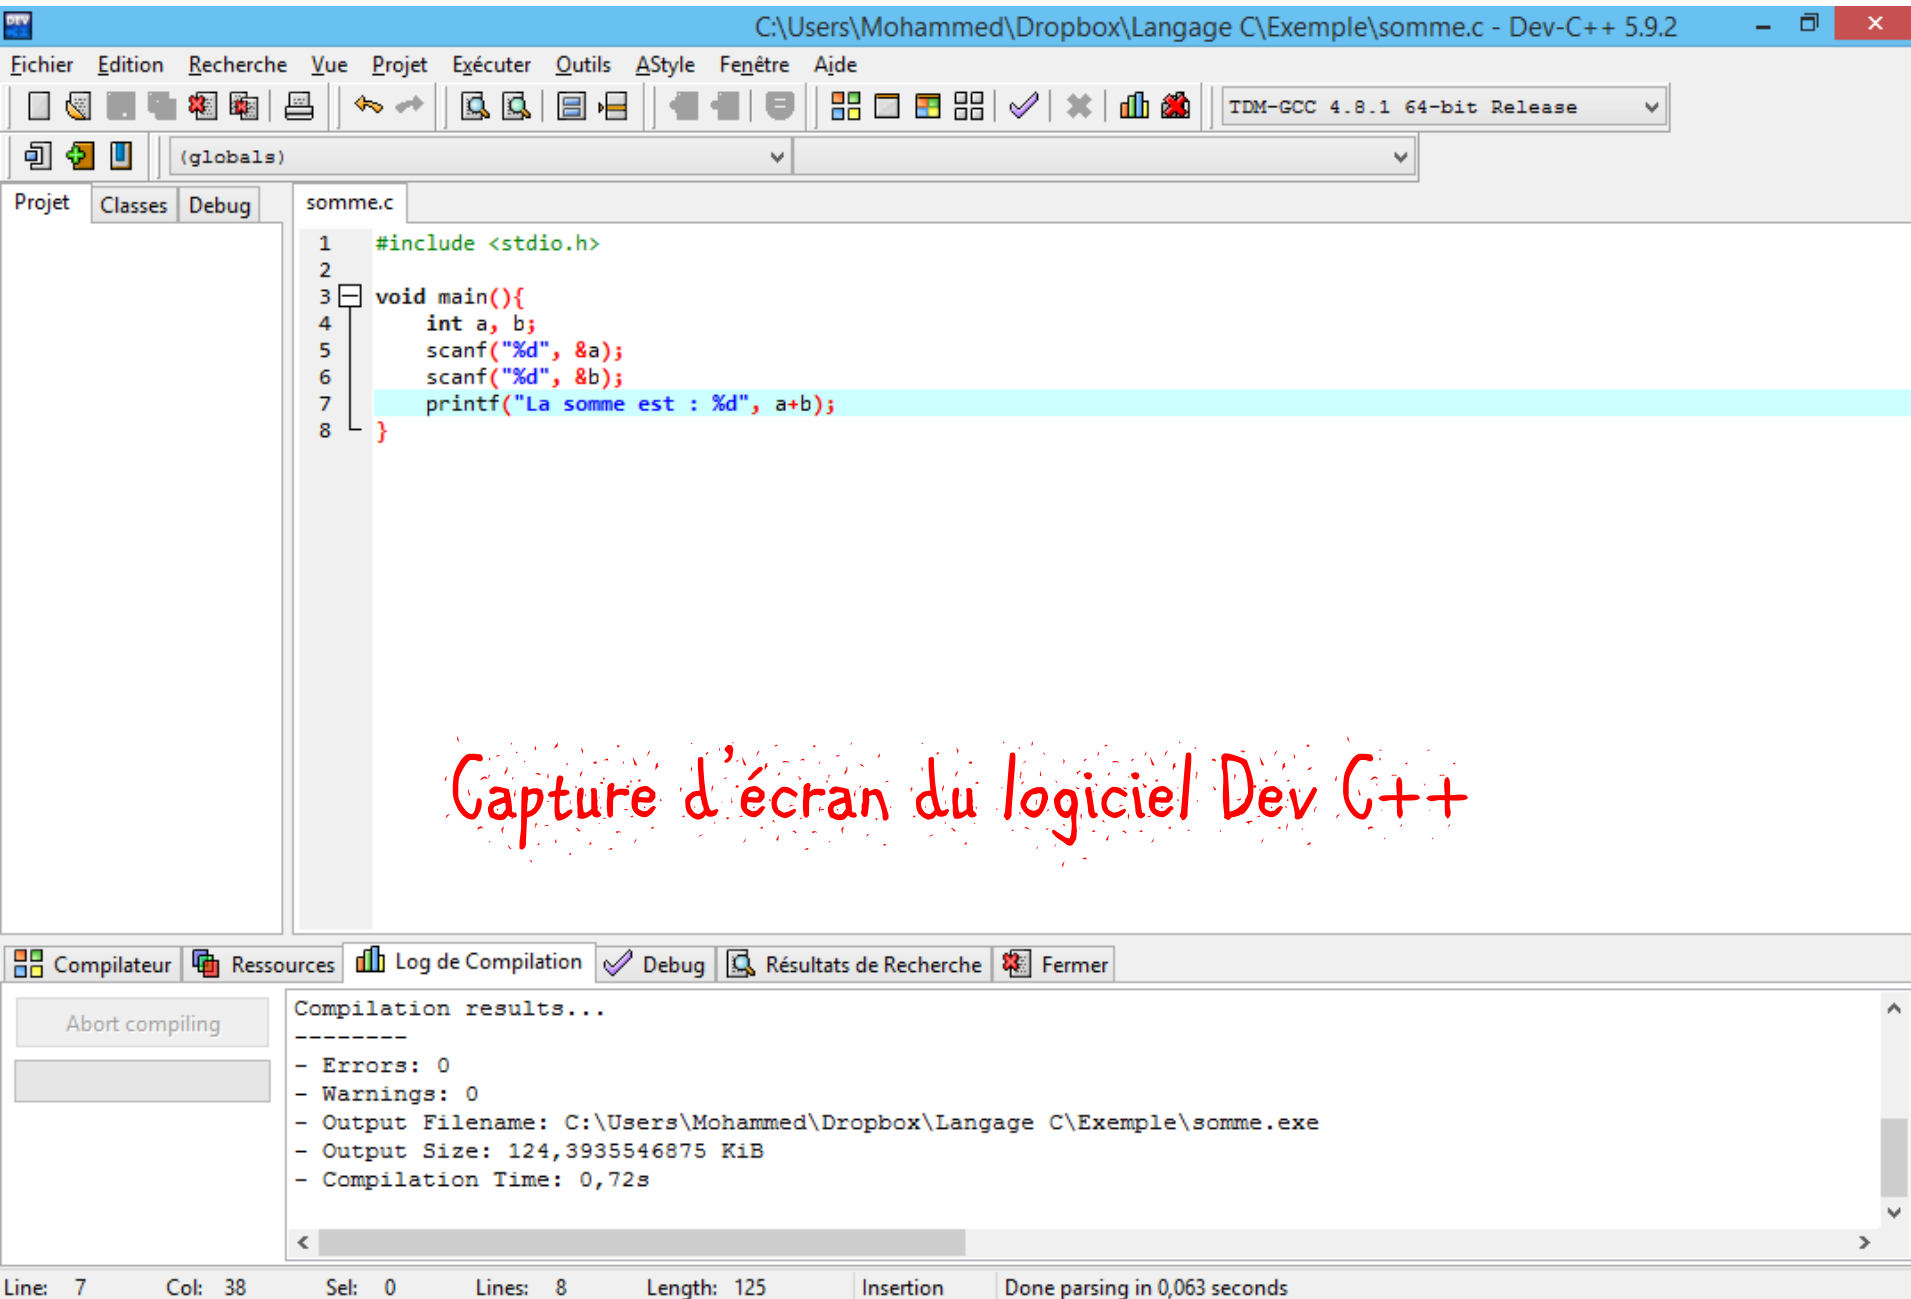 DEV
C:\Users\Mohammed\Dropbox\Langage C\Exemple\somme.c - Dev-C++ 5.9.2
Fichier Edition Recherche Vue Projet Exécuter Outils AStyle Fenêtre Aide
TDM-GCC 4.8.1 64-bit Release
(globals)
Projet Classes Debug
somme.c
1 #include <stdio.h>
2
3 void main(){
4 int a, b;
5 scanf("%d", &a);
6 scanf("%d", &b);
7 printf("La somme est : %d", a+b);
8 }
Capture d'écran du logiciel Dev C++
Compilateur Ressources Log de Compilation Debug Résultats de Recherche Fermer
Abort compiling
Compilation results...
--------
- Errors: 0
- Warnings: 0
- Output Filename: C:\Users\Mohammed\Dropbox\Langage C\Exemple\somme.exe
- Output Size: 124,3935546875 KiB
- Compilation Time: 0,72s
Line: 7 Col: 38 Sel: 0 Lines: 8 Length: 125 Insertion Done parsing in 0,063 seconds